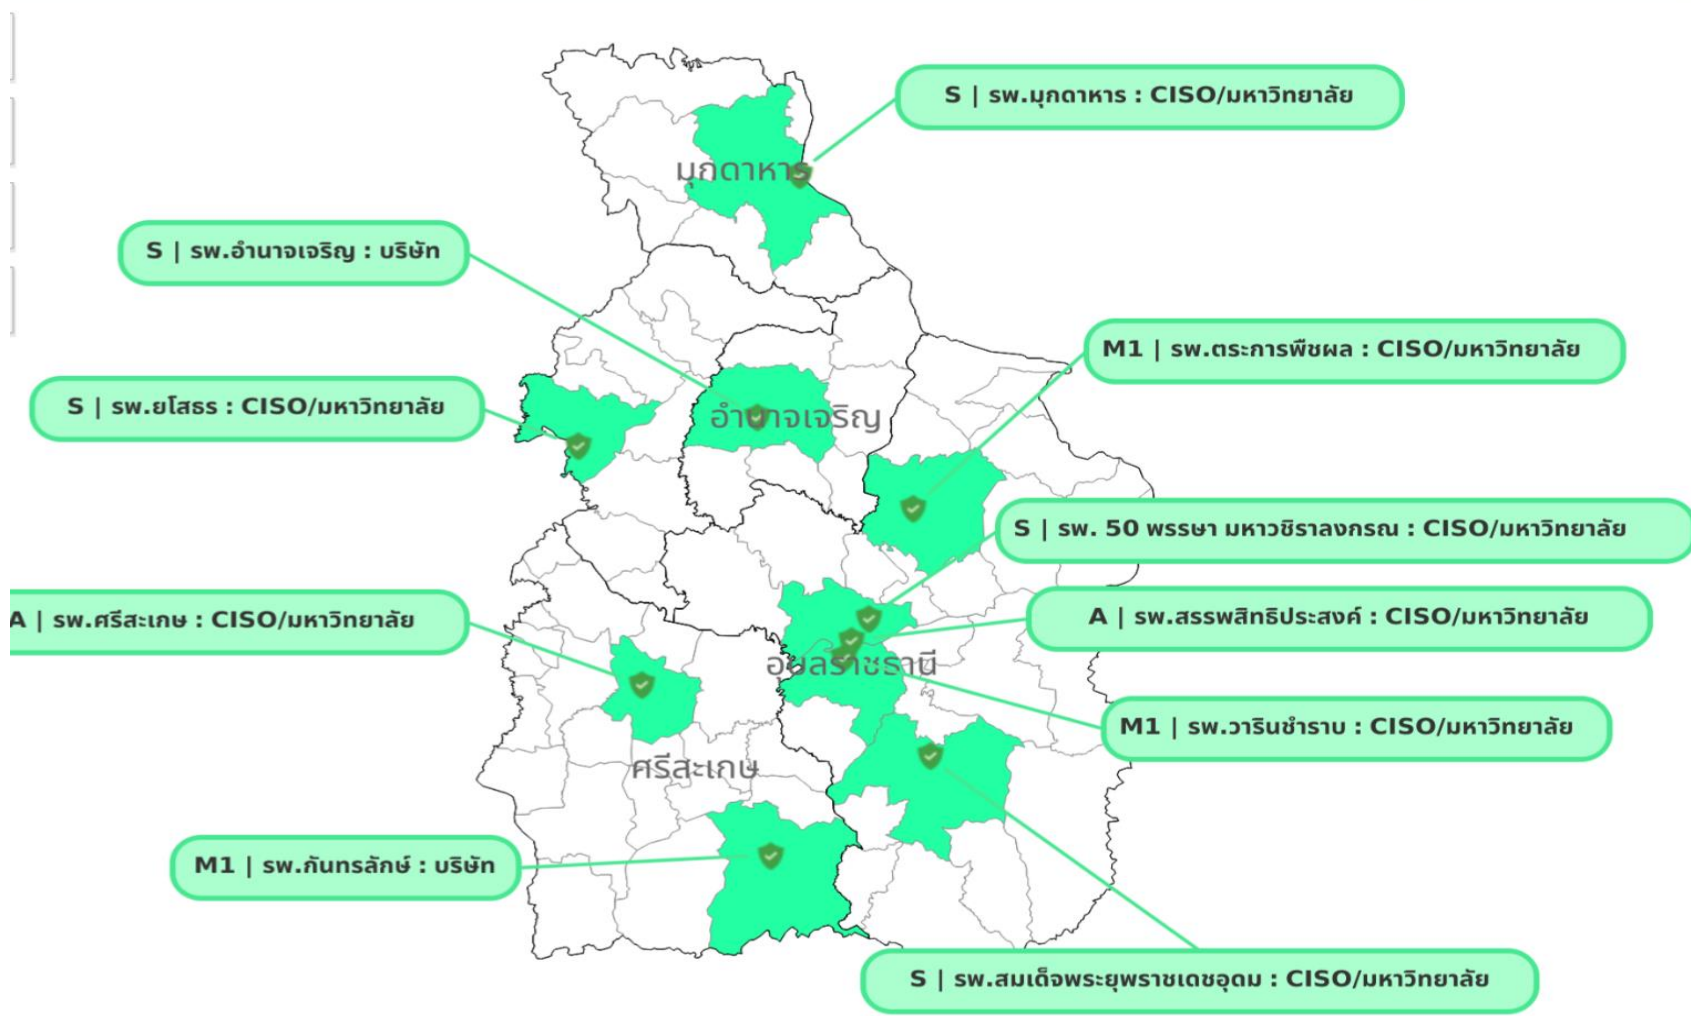 S | รพ.มุกดาหาร : CISO/มหาวิทยาลัย
มุกดาหาร
S | รพ.อำนาจเจริญ : บริษัท
M1 | รพ.ตระการพืชผล : CISO/มหาวิทยาลัย
S | รพ.ยโสธร : CISO/มหาวิทยาลัย
อำนาจเจริญ
S | รพ. 50 พรรษา มหาวชิราลงกรณ : CISO/มหาวิทยาลัย
A | รพ.ศรีสะเกษ : CISO/มหาวิทยาลัย
A | รพ.สรรพสิทธิประสงค์ : CISO/มหาวิทยาลัย
อุบลราชธานี
M1 | รพ.วารินชำราบ : CISO/มหาวิทยาลัย
ศรีสะเกษ
M1 | รพ.กันทรลักษ์ : บริษัท
S | รพ.สมเด็จพระยุพราชเดชอุดม : CISO/มหาวิทยาลัย